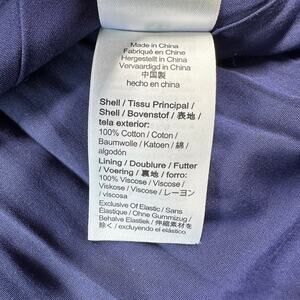 Made in China
Fabriqué en Chine
Hergestellt in China
Vervaardigd in China
中国製
hecho en china
Shell / Tissu Principal /
Shell / Bovenstof / 表地 /
tela exterior:
100% Cotton / Coton /
Baumwolle / Katoen / 綿 /
algodón
Lining / Doublure / Futter
/ Voering / 裏地 / forro:
100% Viscose / Viscose /
Viskose / Viscose / レーヨン
/ viscosa
Exclusive Of Elastic / Sans
Élastique / Ohne Gummizug /
Behalve Elastiek / 伸縮素材を
除く / excluyendo el elástico